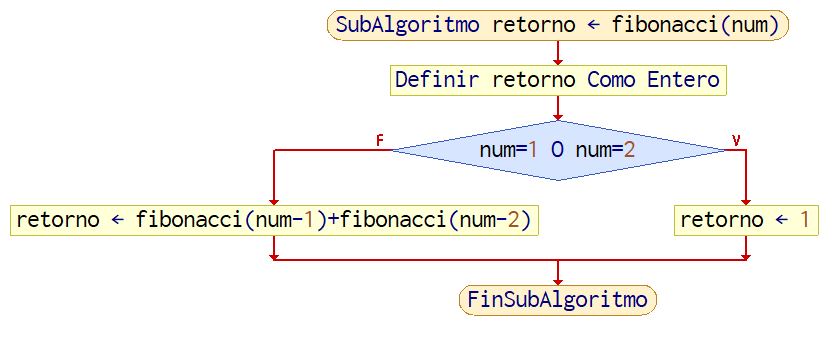 SubAlgoritmo retorno ← fibonacci(num)
Definir retorno Como Entero
F
V
num=1 O num=2
retorno ← fibonacci(num-1)+fibonacci(num-2)
retorno ← 1
FinSubAlgoritmo